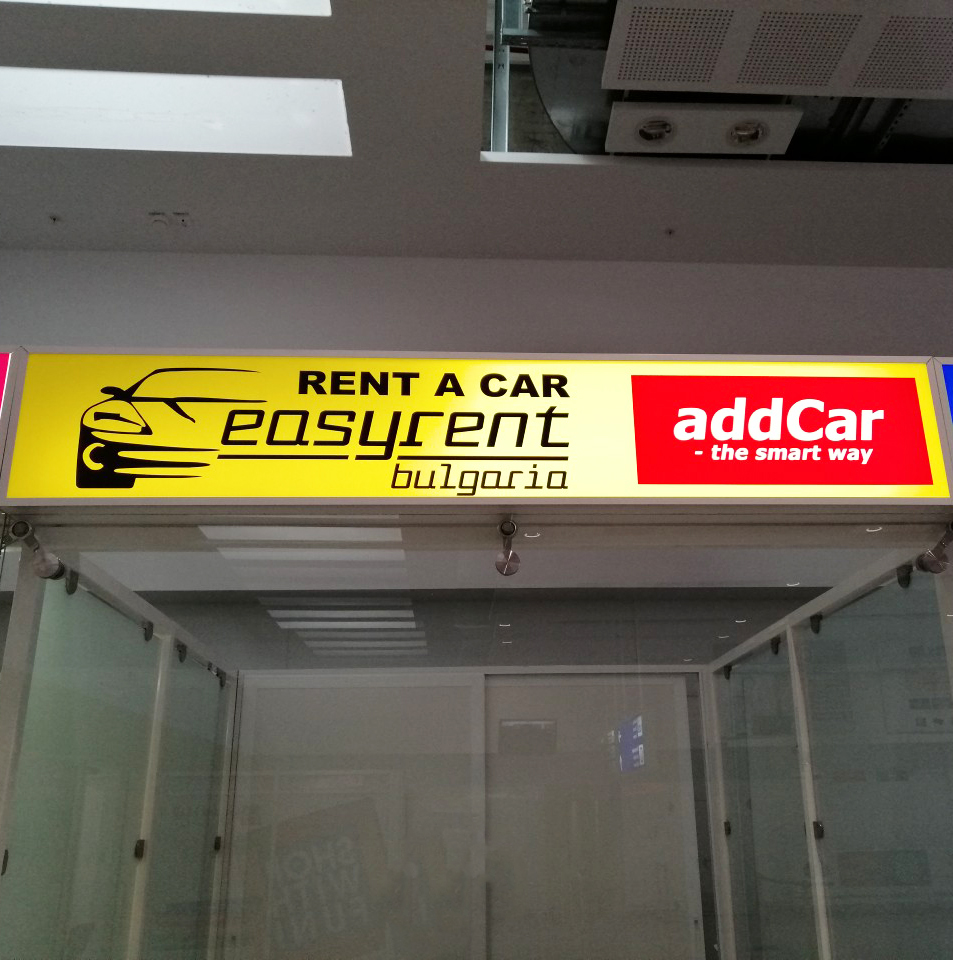 RENT A CAR
easyrent
bulgaria
addCar
- the smart way